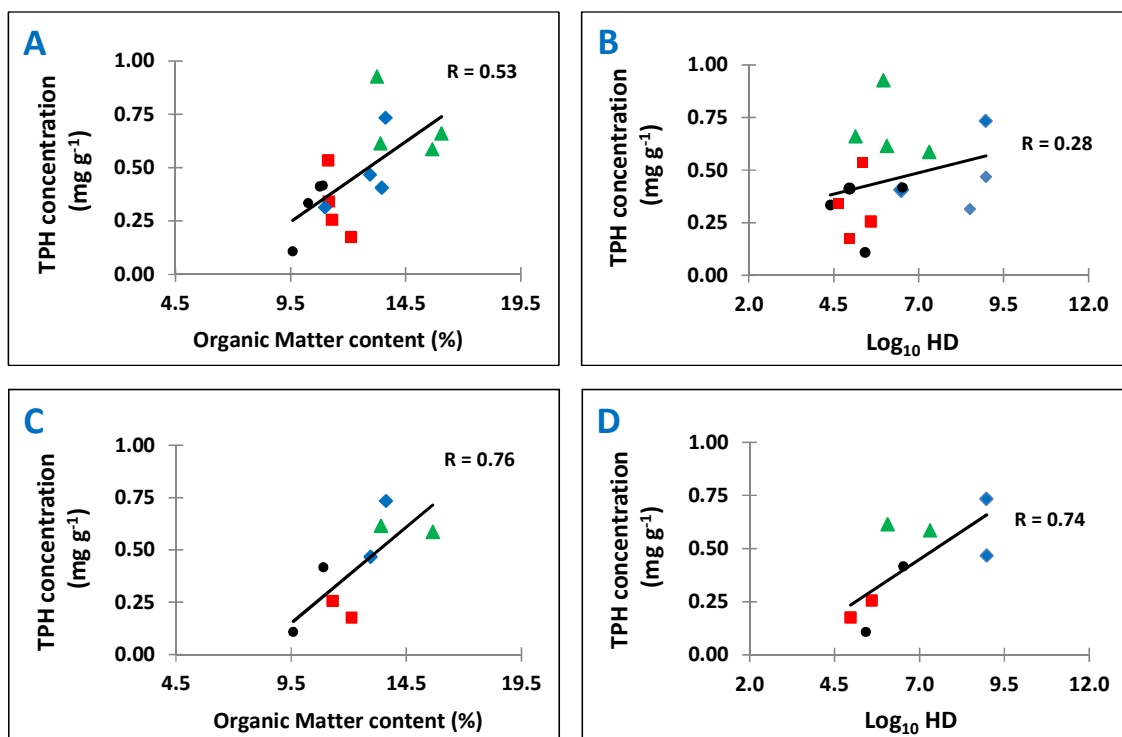 A
TPH concentration
(mg g⁻¹)
1.00
0.75
0.50
0.25
0.00
R = 0.53
4.5 9.5 14.5 19.5
Organic Matter content (%)
B
TPH concentration
(mg g⁻¹)
1.00
0.75
0.50
0.25
0.00
R = 0.28
2.0 4.5 7.0 9.5 12.0
Log₁₀ HD
C
TPH concentration
(mg g⁻¹)
1.00
0.75
0.50
0.25
0.00
R = 0.76
4.5 9.5 14.5 19.5
Organic Matter content (%)
D
TPH concentration
(mg g⁻¹)
1.00
0.75
0.50
0.25
0.00
R = 0.74
2.0 4.5 7.0 9.5 12.0
Log₁₀ HD